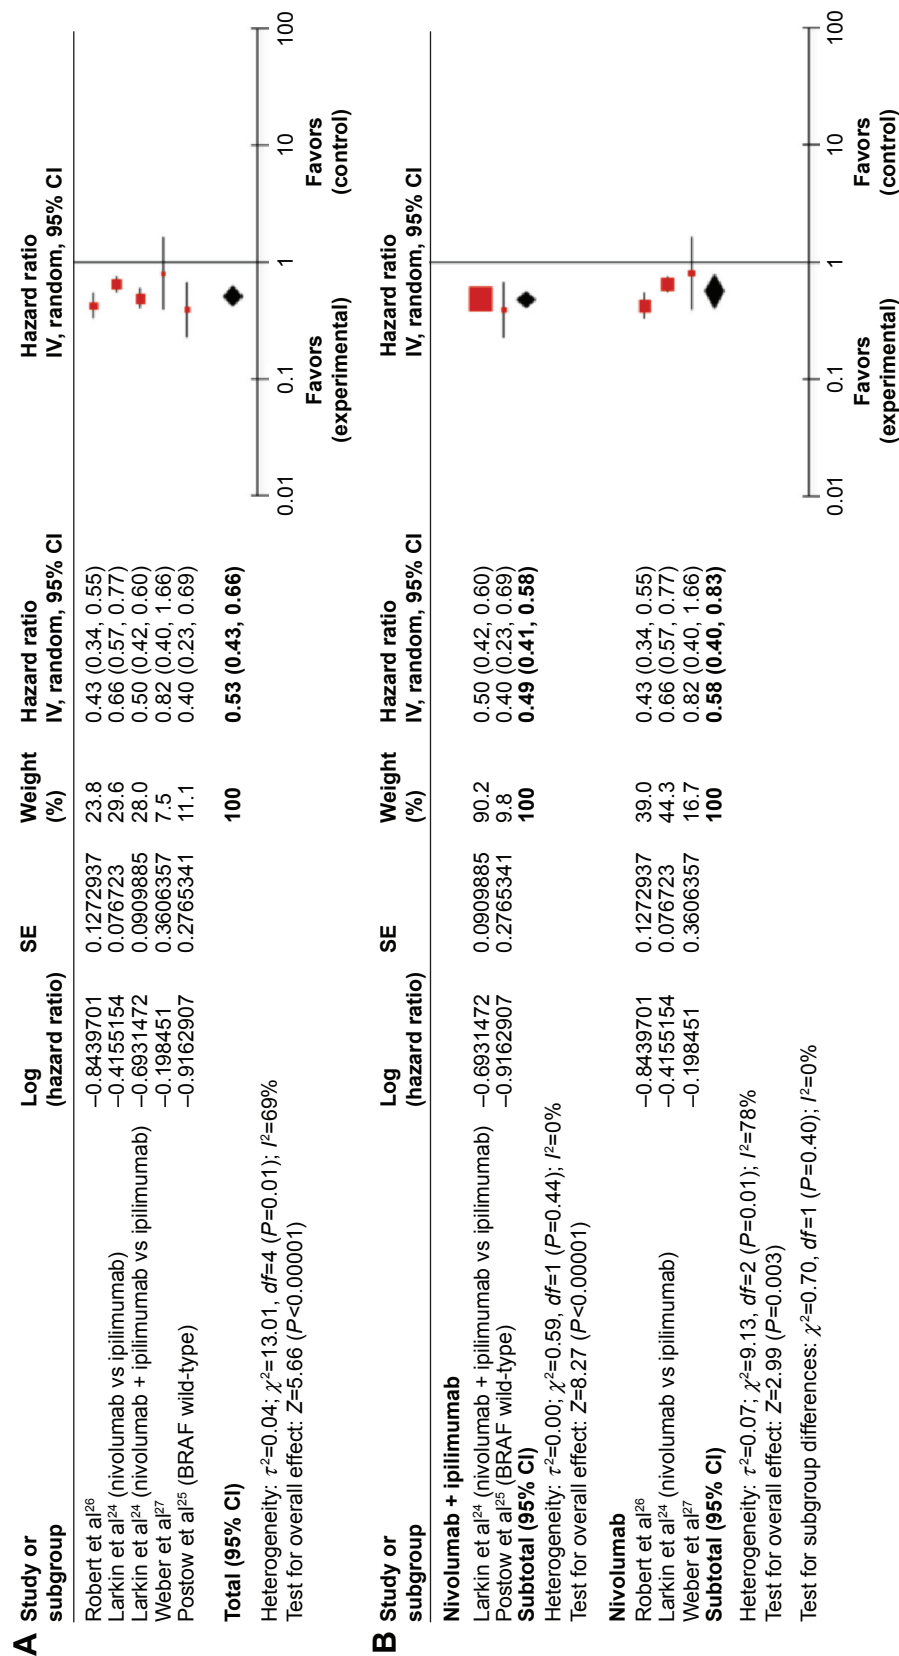 A Study or subgroup Log (hazard ratio) SE Weight (%) Hazard ratio IV, random, 95% CI Hazard ratio IV, random, 95% CI
Robert et al26 –0.8439701 0.1272937 23.8 0.43 (0.34, 0.55)
Larkin et al24 (nivolumab vs ipilimumab) –0.4155154 0.076723 29.6 0.66 (0.57, 0.77)
Larkin et al24 (nivolumab + ipilimumab vs ipilimumab) –0.6931472 0.0909885 28.0 0.50 (0.42, 0.60)
Weber et al27 –0.198451 0.3606357 7.5 0.82 (0.40, 1.66)
Postow et al25 (BRAF wild-type) –0.9162907 0.2765341 11.1 0.40 (0.23, 0.69)
Total (95% CI) 100 0.53 (0.43, 0.66)
Heterogeneity: τ2=0.04; χ2=13.01, df=4 (P=0.01); I2=69%
Test for overall effect: Z=5.66 (P<0.00001)
0.01 0.1 1 10 100
Favors (experimental) Favors (control)
B Study or subgroup Log (hazard ratio) SE Weight (%) Hazard ratio IV, random, 95% CI Hazard ratio IV, random, 95% CI
Nivolumab + ipilimumab
Larkin et al24 (nivolumab + ipilimumab vs ipilimumab) –0.6931472 0.0909885 90.2 0.50 (0.42, 0.60)
Postow et al25 (BRAF wild-type) –0.9162907 0.2765341 9.8 0.40 (0.23, 0.69)
Subtotal (95% CI) 100 0.49 (0.41, 0.58)
Heterogeneity: τ2=0.00; χ2=0.59, df=1 (P=0.44); I2=0%
Test for overall effect: Z=8.27 (P<0.00001)
Nivolumab
Robert et al26 –0.8439701 0.1272937 39.0 0.43 (0.34, 0.55)
Larkin et al24 (nivolumab vs ipilimumab) –0.4155154 0.076723 44.3 0.66 (0.57, 0.77)
Weber et al27 –0.198451 0.3606357 16.7 0.82 (0.40, 1.66)
Subtotal (95% CI) 100 0.58 (0.40, 0.83)
Heterogeneity: τ2=0.07; χ2=9.13, df=2 (P=0.01); I2=78%
Test for overall effect: Z=2.99 (P=0.003)
Test for subgroup differences: χ2=0.70, df=1 (P=0.40); I2=0%
0.01 0.1 1 10 100
Favors (experimental) Favors (control)